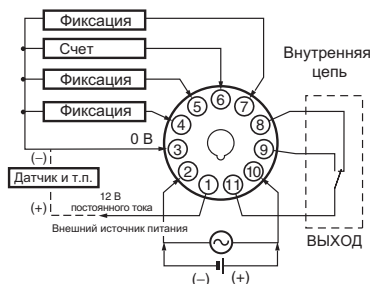 Фиксация
Счет
Фиксация
Фиксация
Внутренняя
цепь
5
6
7
4
8
0 В
3
9
2
1
11
10
(–)
Датчик и т.п.
(+)
12 В
постоянного тока
Внешний источник питания
ВЫХОД
(–)
(+)